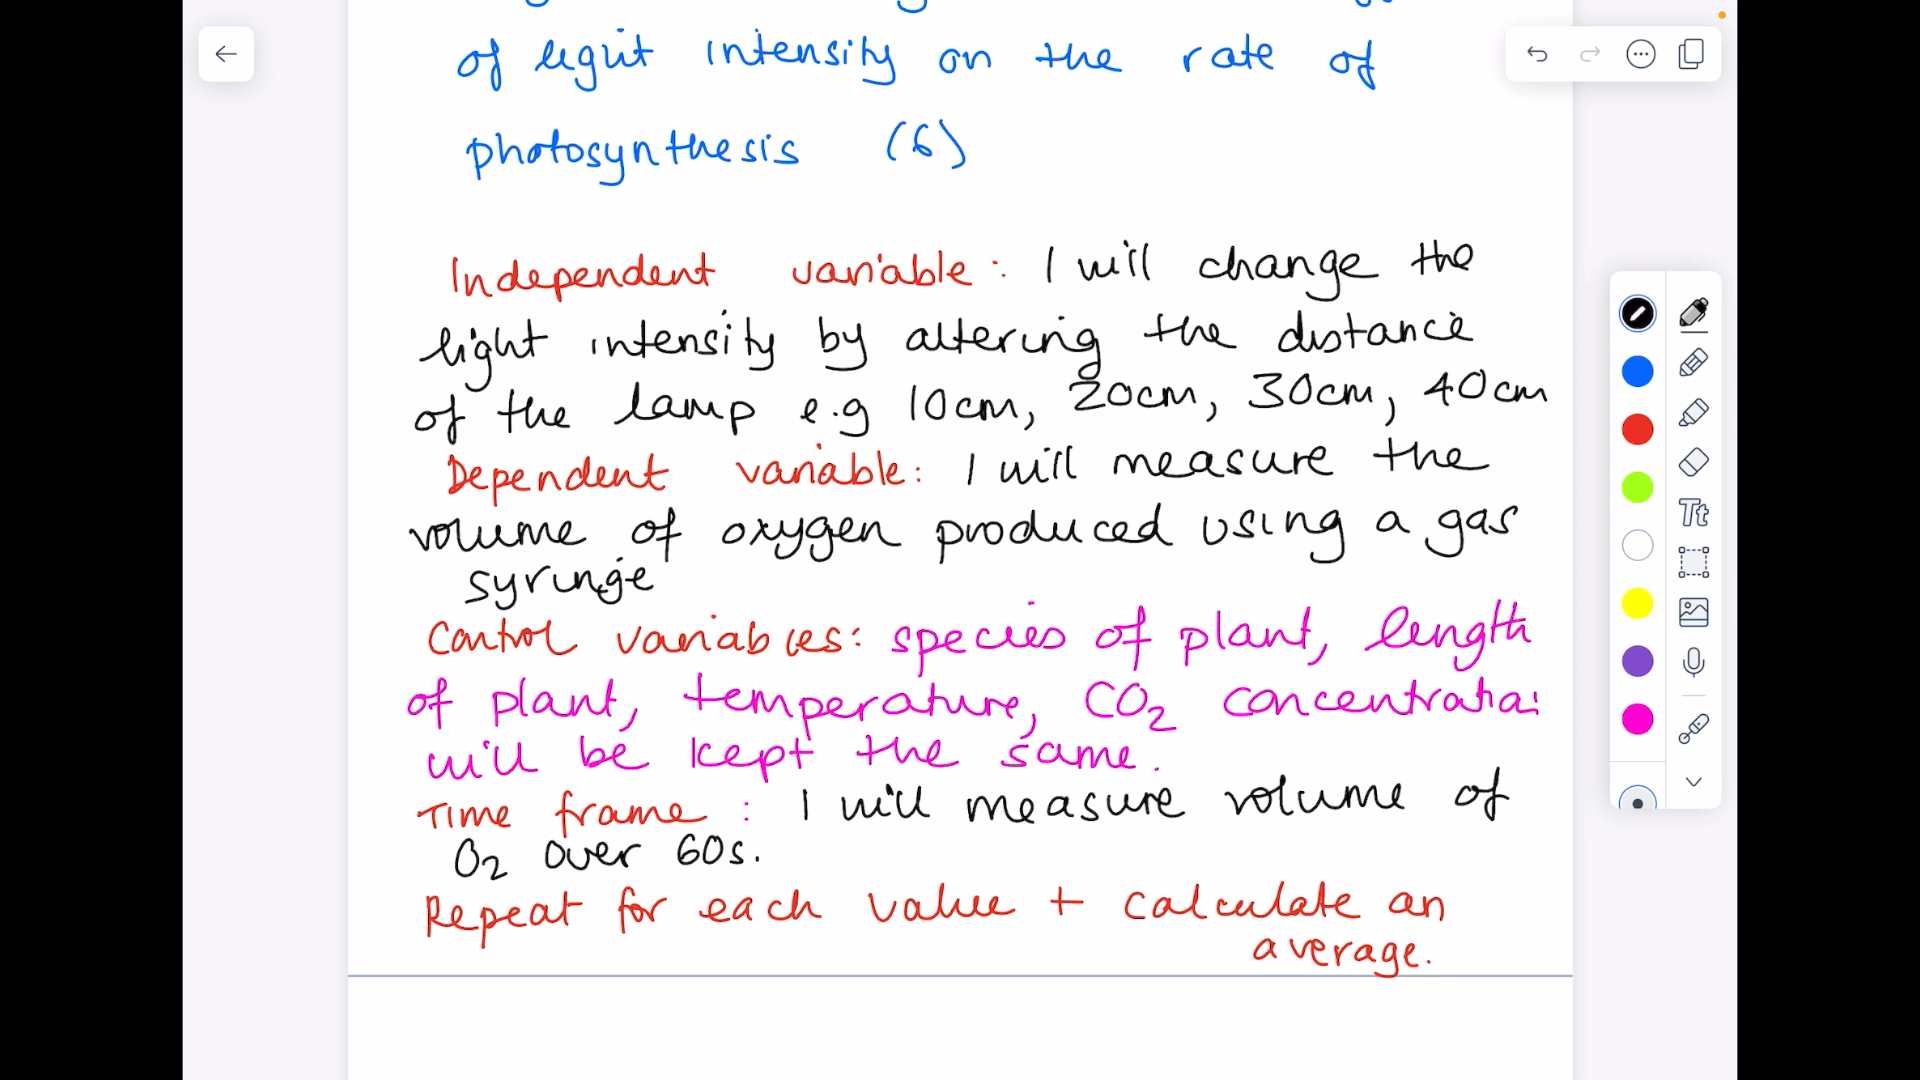 of light intensity on the rate of
photosynthesis (6)
Independent variable: I will change the
light intensity by altering the distance
of the lamp e.g 10cm, 20cm, 30cm, 40cm
Dependent variable: I will measure the
volume of oxygen produced using a gas
syringe
Control variables: species of plant, length
of plant, temperature, CO2 concentration
will be kept the same.
Time frame: I will measure volume of
O2 over 60s.
Repeat for each value + calculate an
average.
Tt